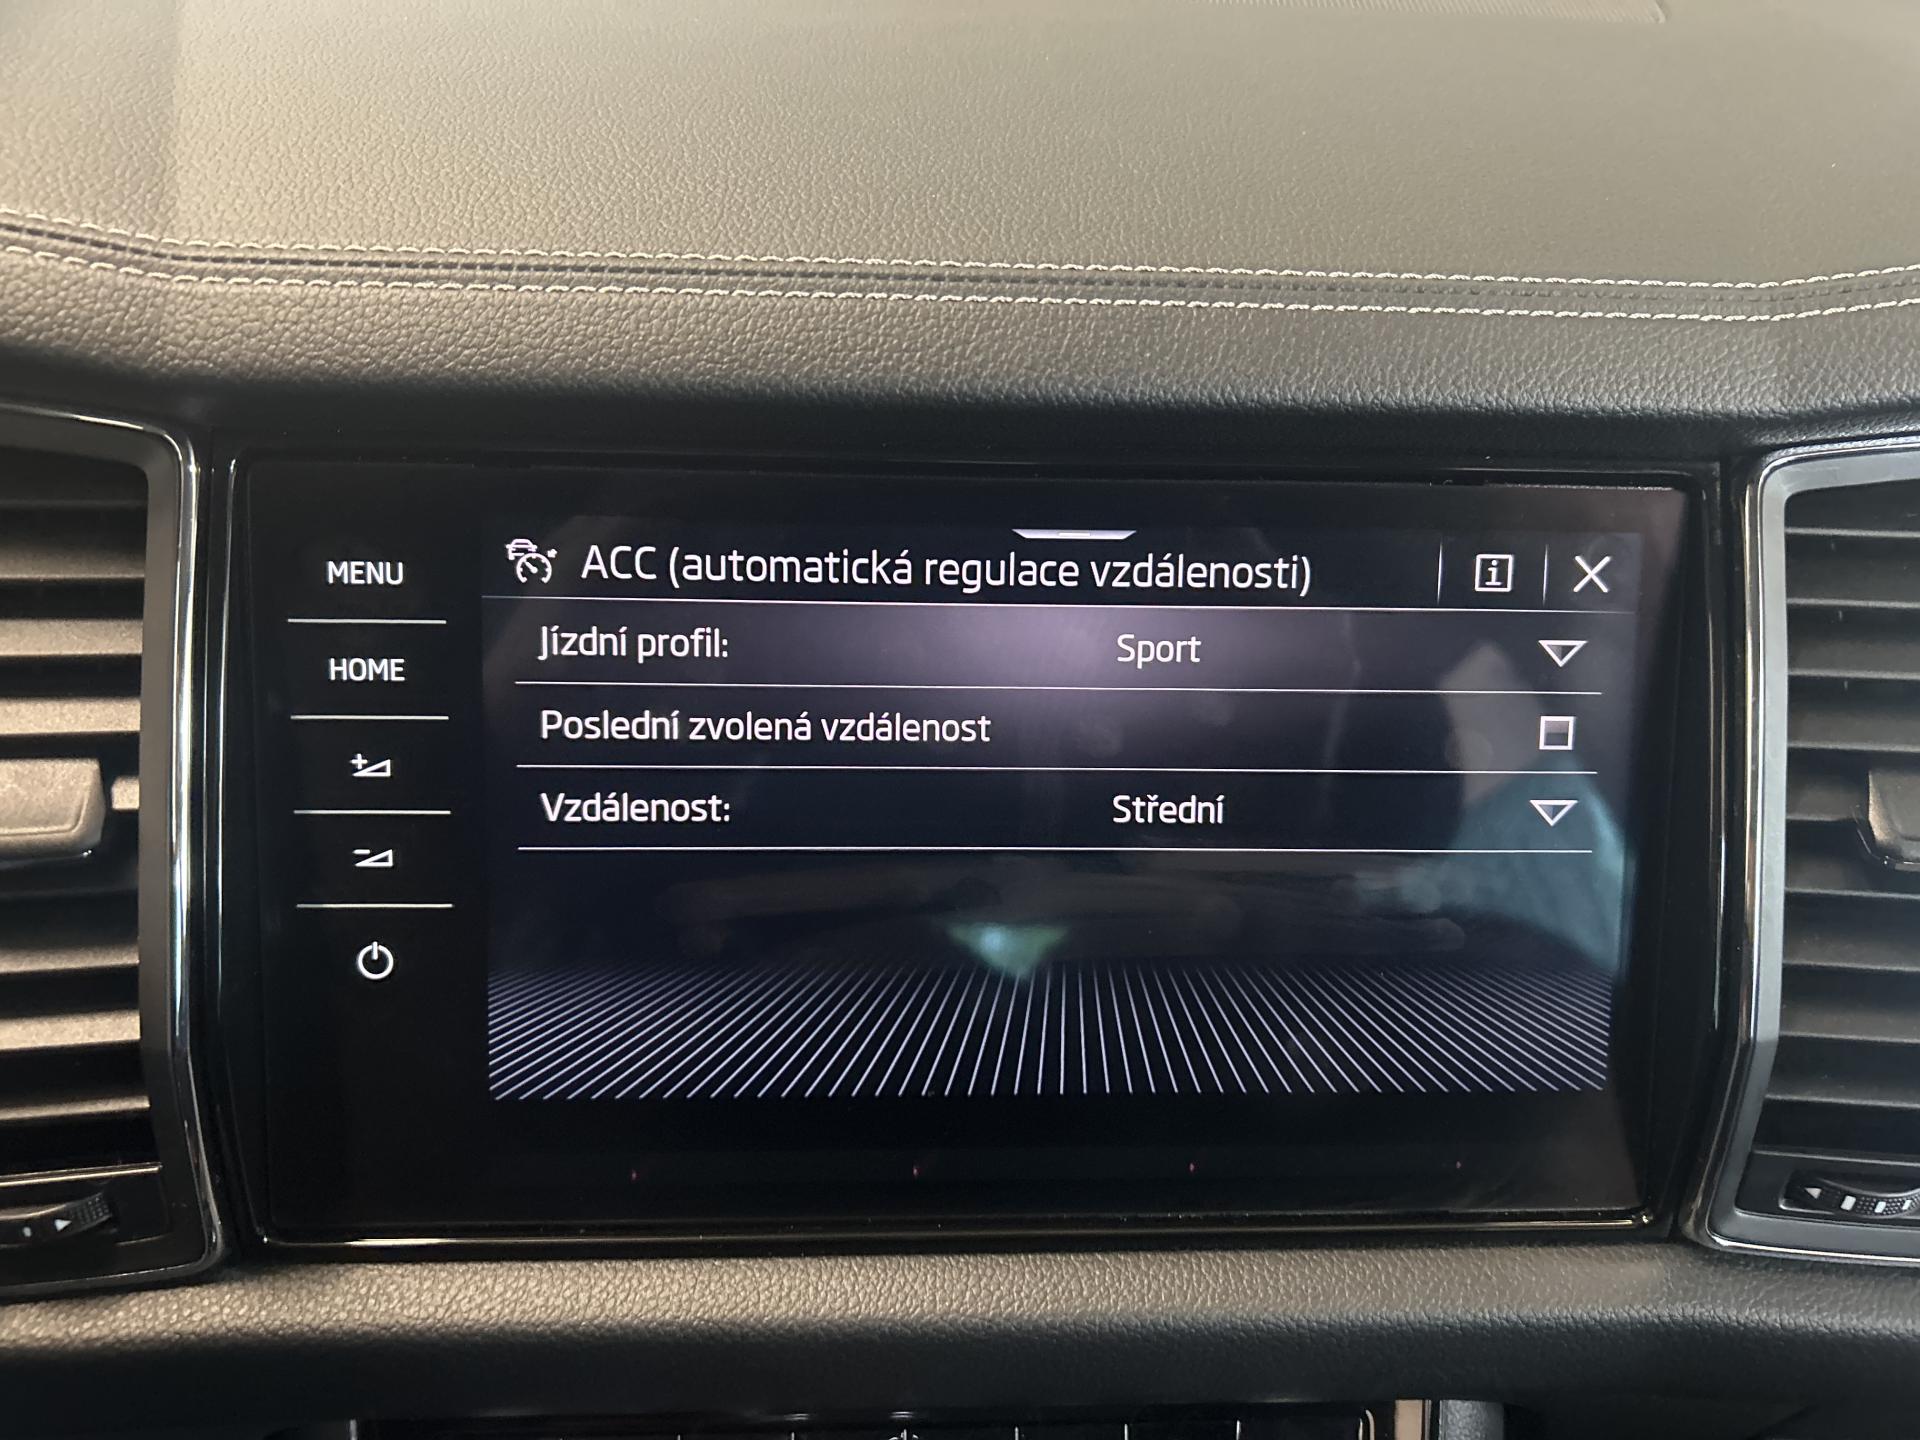 MENU
HOME
ACC (automatická regulace vzdálenosti)
Jízdní profil: Sport
Poslední zvolená vzdálenost
Vzdálenost: Střední